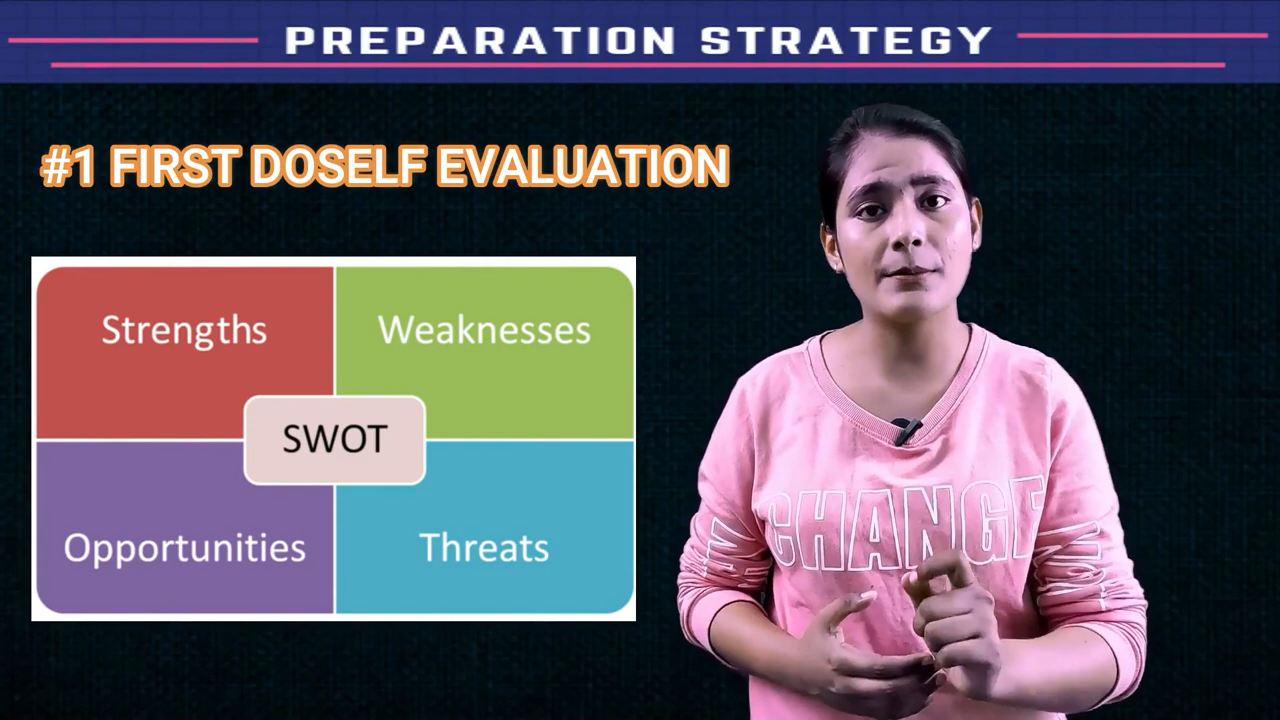 PREPARATION STRATEGY
#1 FIRST DOSELF EVALUATION
Strengths
Weaknesses
SWOT
Opportunities
Threats
CHANGE